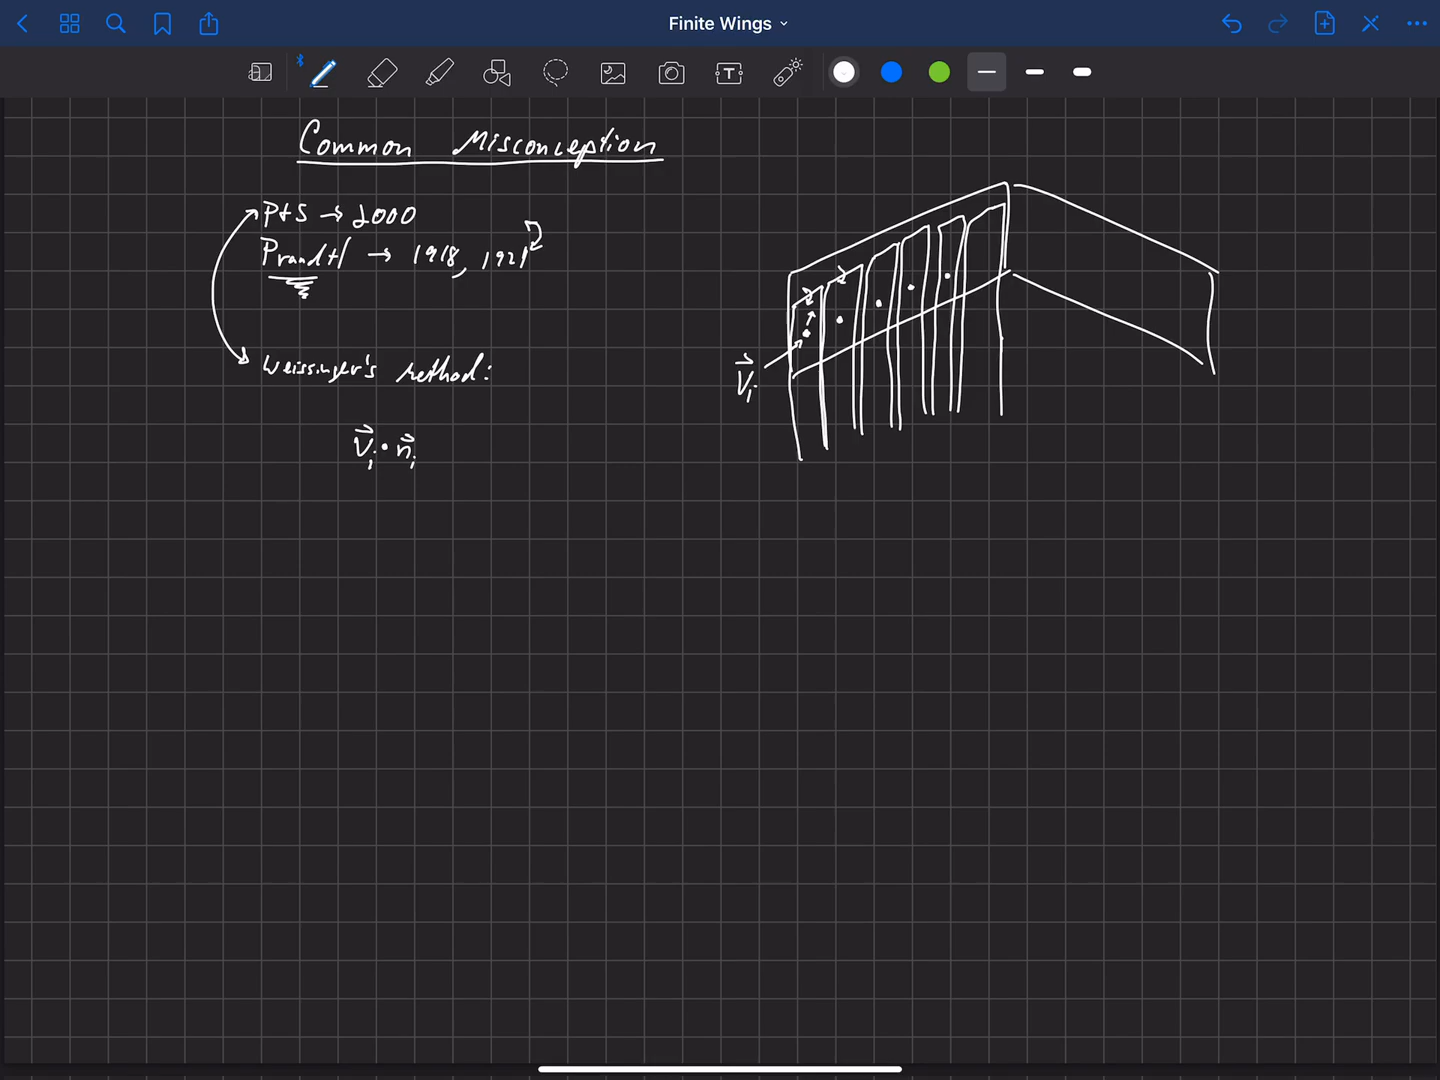 Finite Wings
Common Misconception
P+S → 2000
Prandtl → 1918, 1921
Weissinger's method:
V⃗i
V⃗i · n⃗i